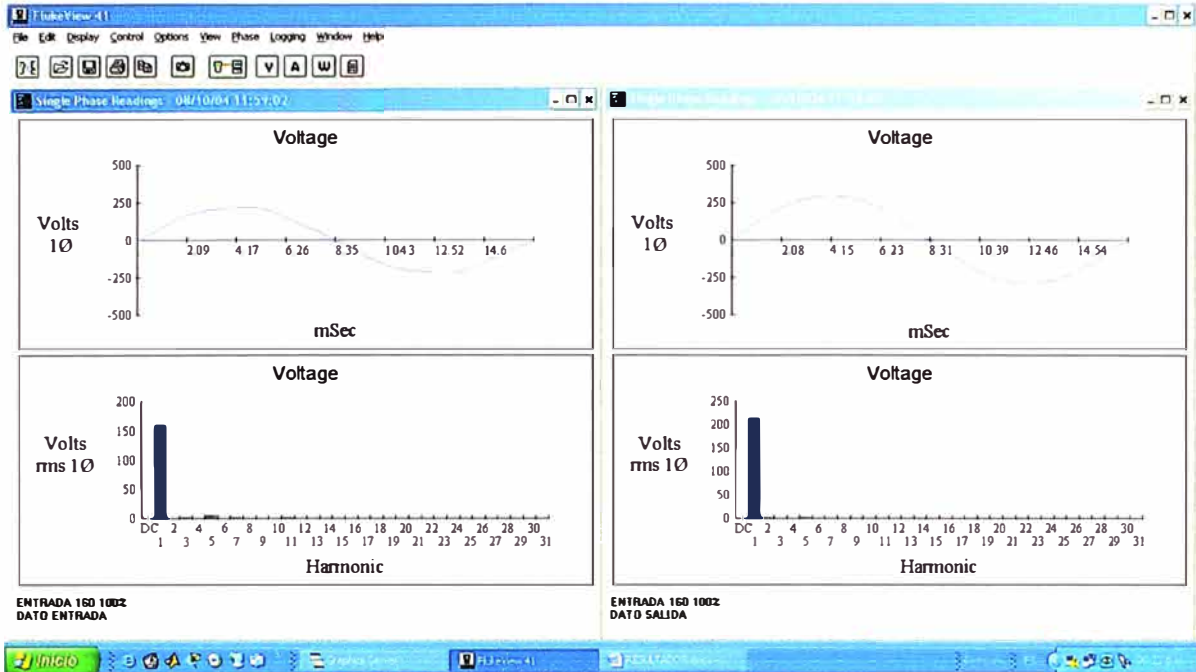 FlukeView 41
File Edit Display Control Options View Phase Logging Window Help
V A W
Single Phase Readings - 08/10/04 11:59:02
Voltage
500
250
0
-250
-500
Volts
1Ø
2.09 4 17 6 26 8.35 1043 12.52 14.6
mSec
Voltage
200
150
100
50
0
Volts
rms 1Ø
DC 2 4 6 8 10 12 14 16 18 20 22 24 26 28 30
1 3 5 7 9 11 13 15 17 19 21 23 25 27 29 31
Harmonic
ENTRADA 160 100%
DATO ENTRADA
Single Phase Readings
Voltage
500
250
0
-250
-500
Volts
1Ø
2.08 4 15 6 23 8 31 10 39 12 46 14 54
mSec
Voltage
250
200
150
100
50
0
Volts
rms 1Ø
DC 2 4 6 8 10 12 14 16 18 20 22 24 26 28 30
1 3 5 7 9 11 13 15 17 19 21 23 25 27 29 31
Harmonic
ENTRADA 160 100%
DATO SALIDA
Inicio
FlukeView 41